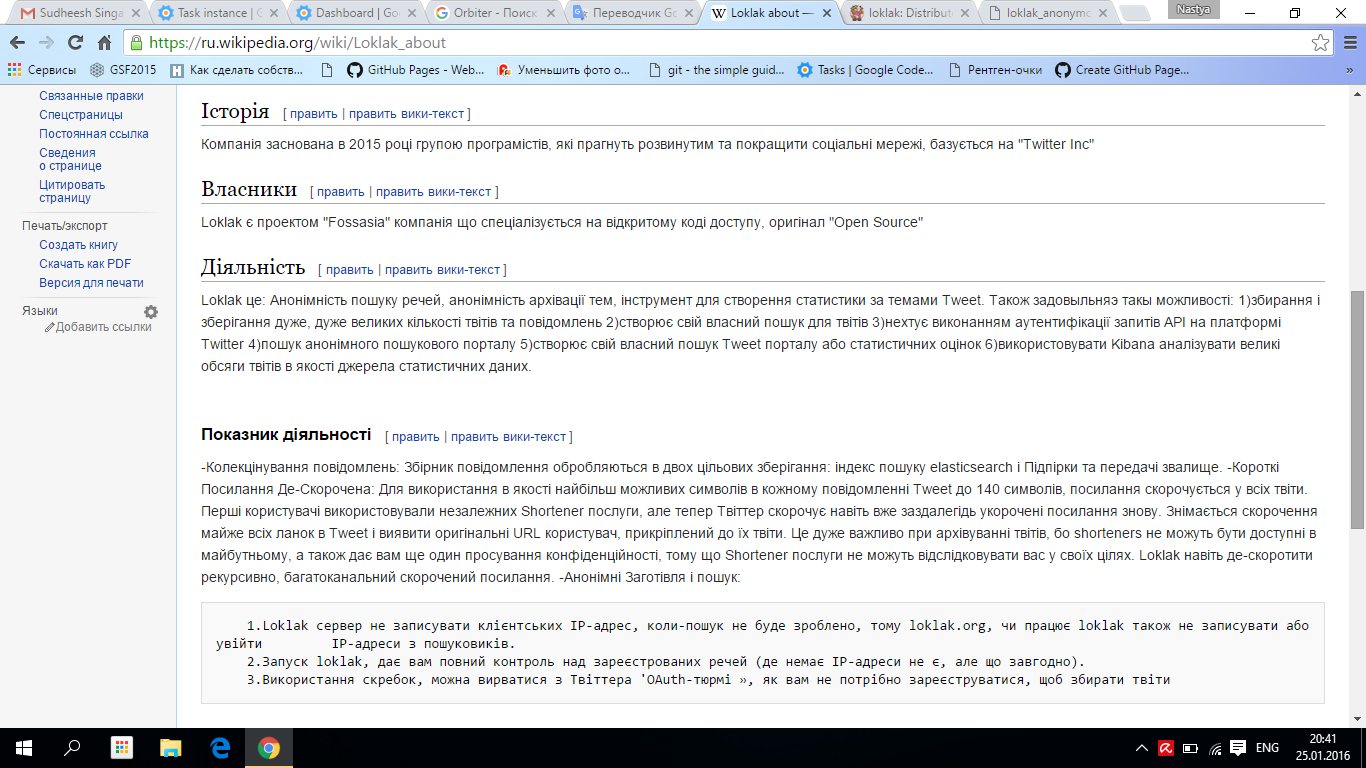 Sudheesh Singa
Task instance | G
Dashboard | Go
Orbiter - Поиск
Переводчик Go
Loklak about —
loklak: Distribut
loklak_anonymo
Nastya
https://ru.wikipedia.org/wiki/Loklak_about
Сервисы
GSF2015
Как сделать собств...
GitHub Pages - Web...
Уменьшить фото о...
git - the simple guid...
Tasks | Google Code...
Рентген-очки
Create GitHub Page...
»
Связанные правки
Спецстраницы
Постоянная ссылка
Сведения
о странице
Цитировать
страницу
Печать/экспорт
Создать книгу
Скачать как PDF
Версия для печати
Языки
Добавить ссылки
Історія [ править | править вики-текст ]
Компанія заснована в 2015 році групою програмістів, які прагнуть розвинутим та покращити соціальні мережі, базується на "Twitter Inc"
Власники [ править | править вики-текст ]
Loklak є проектом "Fossasia" компанія що спеціалізується на відкритому коді доступу, оригінал "Open Source"
Діяльність [ править | править вики-текст ]
Loklak це: Анонімність пошуку речей, анонімність архівації тем, інструмент для створення статистики за темами Tweet. Також задовыльняэ такы можливості: 1)збирання і
зберігання дуже, дуже великих кількості твітів та повідомлень 2)створює свій власний пошук для твітів 3)нехтує виконанням аутентифікації запитів API на платформі
Twitter 4)пошук анонімного пошукового порталу 5)створює свій власний пошук Tweet порталу або статистичних оцінок 6)використовувати Kibana аналізувати великі
обсяги твітів в якості джерела статистичних даних.
Показник діяльності [ править | править вики-текст ]
-Колекцінування повідомлень: Збірник повідомлення обробляються в двох цільових зберігання: індекс пошуку elasticsearch і Підпірки та передачі звалище. -Короткі
Посилання Де-Скорочена: Для використання в якості найбільш можливих символів в кожному повідомленні Tweet до 140 символів, посилання скорочується у всіх твіти.
Перші користувачі використовували незалежних Shortener послуги, але тепер Твіттер скорочує навіть вже заздалегідь укорочені посилання знову. Знімається скорочення
майже всіх ланок в Tweet і виявити оригінальні URL користувач, прикріплений до їх твіти. Це дуже важливо при архівуванні твітів, бо shorteners не можуть бути доступні в
майбутньому, а також дає вам ще один просування конфіденційності, тому що Shortener послуги не можуть відслідковувати вас у своїх цілях. Loklak навіть де-скоротити
рекурсивно, багатоканальний скорочений посилання. -Анонімні Заготівля і пошук:
1.Loklak сервер не записувати клієнтських IP-адрес, коли-пошук не буде зроблено, тому loklak.org, чи працює loklak також не записувати або
увійти IP-адреси з пошуковиків.
2.Запуск loklak, дає вам повний контроль над зареєстрованих речей (де немає IP-адреси не є, але що завгодно).
3.Використання скребок, можна вирватися з Твіттера 'OAuth-тюрмі », як вам не потрібно зареєструватися, щоб збирати твіти
ENG
20:41
25.01.2016